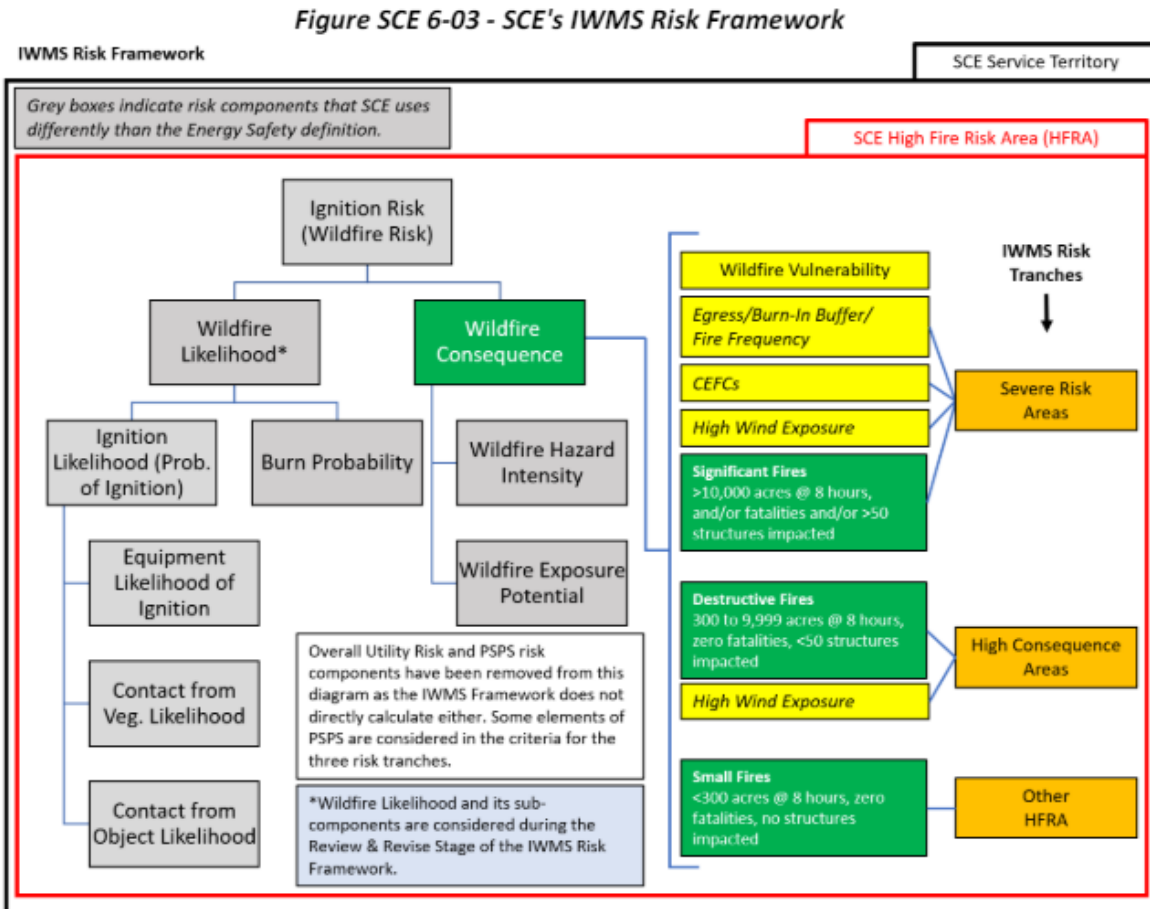 Figure SCE 6-03 - SCE's IWMS Risk Framework
IWMS Risk Framework
SCE Service Territory
Grey boxes indicate risk components that SCE uses
differently than the Energy Safety definition.
SCE High Fire Risk Area (HFRA)
Ignition Risk
(Wildfire Risk)
Wildfire
Likelihood*
Wildfire
Consequence
Ignition
Likelihood (Prob.
of Ignition)
Burn Probability
Wildfire Hazard
Intensity
Equipment
Likelihood of
Ignition
Wildfire Exposure
Potential
Contact from
Veg. Likelihood
Contact from
Object Likelihood
Overall Utility Risk and PSPS risk
components have been removed from this
diagram as the IWMS Framework does not
directly calculate either. Some elements of
PSPS are considered in the criteria for the
three risk tranches.
*Wildfire Likelihood and its sub-
components are considered during the
Review & Revise Stage of the IWMS Risk
Framework.
Wildfire Vulnerability
Egress/Burn-In Buffer/
Fire Frequency
CEFCs
High Wind Exposure
Significant Fires
>10,000 acres @ 8 hours,
and/or fatalities and/or >50
structures impacted
Destructive Fires
300 to 9,999 acres @ 8 hours,
zero fatalities, <50 structures
impacted
High Wind Exposure
Small Fires
<300 acres @ 8 hours, zero
fatalities, no structures
impacted
IWMS Risk
Tranches
Severe Risk
Areas
High Consequence
Areas
Other
HFRA